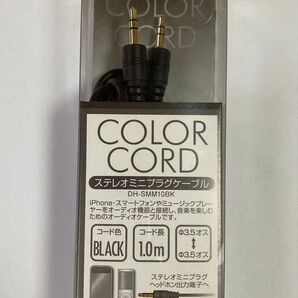 COLOR
CORD
COLOR
CORD
ステレオミニプラグケーブル
DH-SMM10BK
iPhone・スマートフォンやミュージックプレー
ヤーをオーディオ機器と接続し、音楽を楽しむ
ためのオーディオケーブルです。
コード色
BLACK
コード長
1.0m
Φ3.5オス
Φ3.5オス
ステレオミニプラグ
ヘッドホン出力端子へ